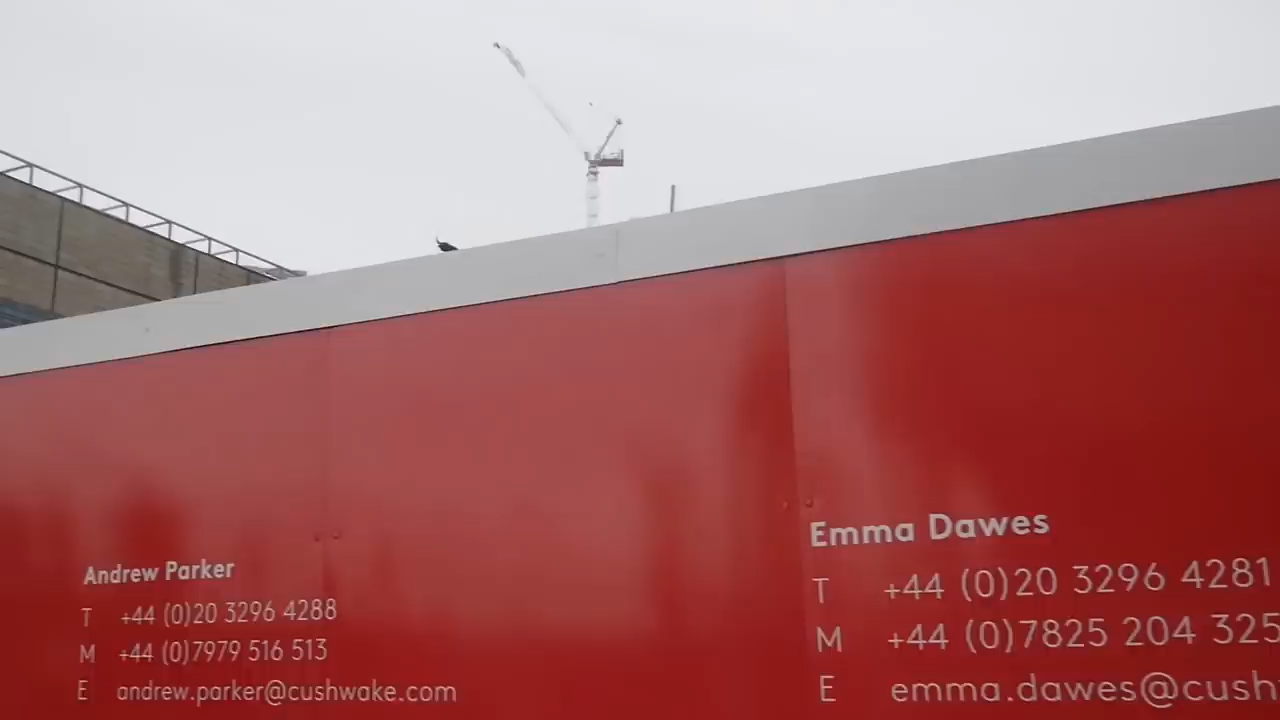 Andrew Parker
T +44 (0)20 3296 4288
M +44 (0)7979 516 513
E andrew.parker@cushwake.com
Emma Dawes
T +44 (0)20 3296 4281
M +44 (0)7825 204 325
E emma.dawes@cush